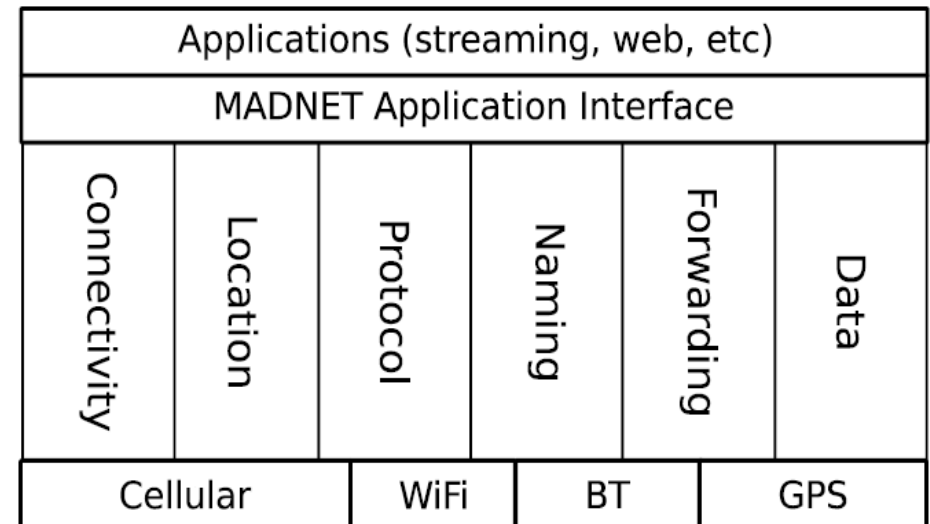 Applications (streaming, web, etc)
MADNET Application Interface
Connectivity
Location
Protocol
Naming
Forwarding
Data
Cellular
WiFi
BT
GPS